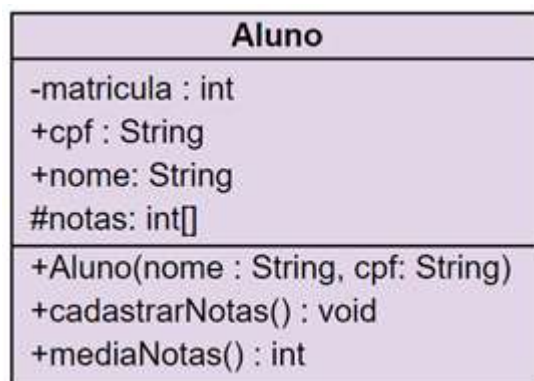 Aluno
-matricula : int
+cpf : String
+nome: String
#notas: int[]
+Aluno(nome : String, cpf: String)
+cadastrarNotas() : void
+mediaNotas() : int